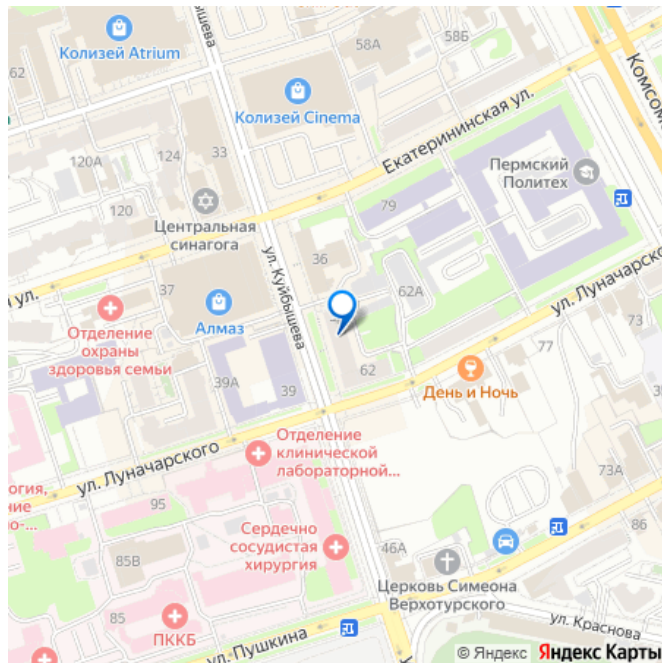 62
Колизей Atrium
ул. Куйбышева
58А
58Б
Колизей Cinema
Екатерининская ул.
120А
124
33
Пермский
Политех
120
Центральная
синагога
79
36
37
ул.
Отделение
охраны
здоровья семьи
Алмаз
ул. Куйбышева
62А
ул. Луначарского
73
77
39А
39
62
День и Ночь
ул. Луначарского
Отделение
клинической
лабораторной...
95
Сердечно
сосудистая
хирургия
73А
86
85В
46А
Церковь Симеона
Верхотурского
85
ПККБ
ул. Пушкина
ул. Краснова
© Яндекс Яндекс Карты